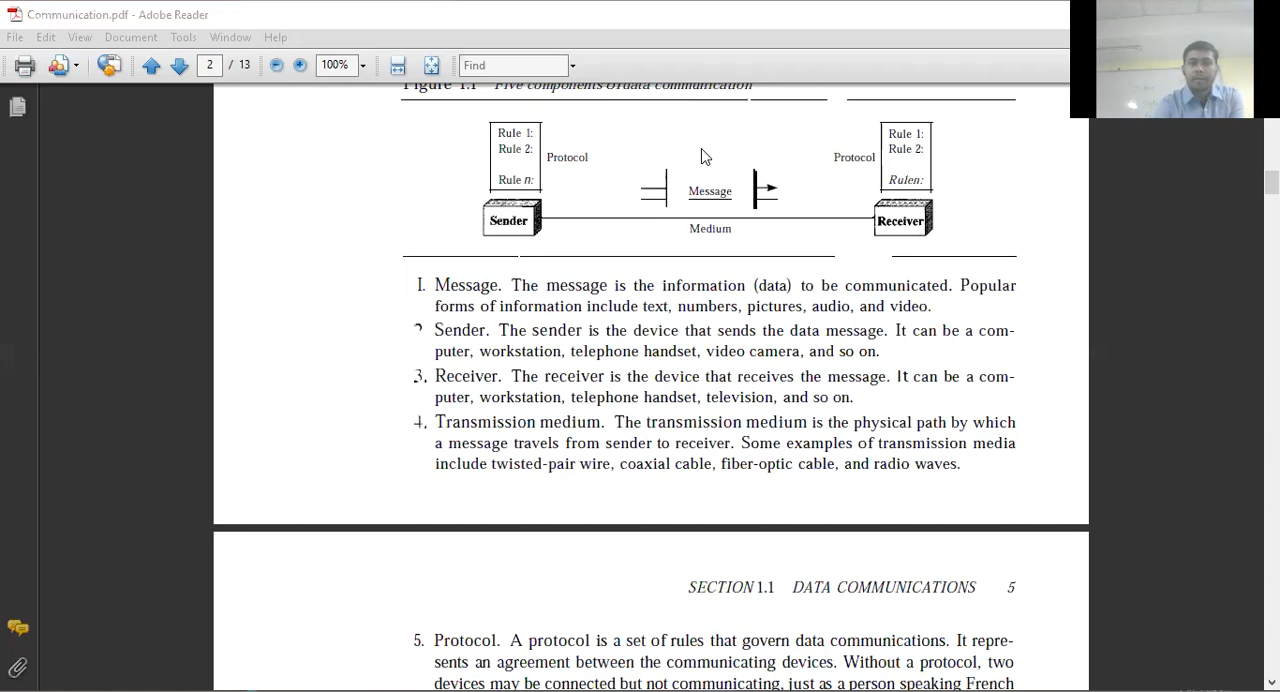 Communication.pdf - Adobe Reader
File Edit View Document Tools Window Help
2 / 13 100% Find
Figure 1.1 Five components of data communication
Rule 1: Rule 1:
Rule 2: Protocol Protocol Rule 2:
Rule n: Message Rulen:
Sender Receiver
Medium
I. Message. The message is the information (data) to be communicated. Popular
forms of information include text, numbers, pictures, audio, and video.
2 Sender. The sender is the device that sends the data message. It can be a com-
puter, workstation, telephone handset, video camera, and so on.
3. Receiver. The receiver is the device that receives the message. It can be a com-
puter, workstation, telephone handset, television, and so on.
4. Transmission medium. The transmission medium is the physical path by which
a message travels from sender to receiver. Some examples of transmission media
include twisted-pair wire, coaxial cable, fiber-optic cable, and radio waves.
SECTION 1.1 DATA COMMUNICATIONS 5
5. Protocol. A protocol is a set of rules that govern data communications. It repre-
sents an agreement between the communicating devices. Without a protocol, two
devices may be connected but not communicating, just as a person speaking French